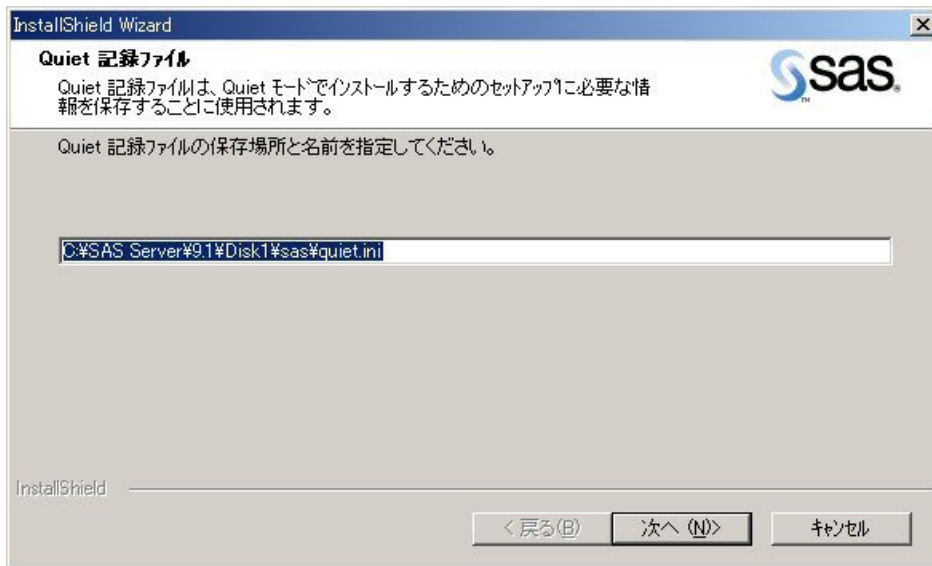 InstallShield Wizard
Quiet 記録ファイル
Quiet 記録ファイルは、Quiet モードでインストールするためのセットアップに必要な情
報を保存することに使用されます。
sas.
TM
Quiet 記録ファイルの保存場所と名前を指定してください。
C:¥SAS Server¥9.1¥Disk1¥sas¥quiet.ini
InstallShield
< 戻る(B)
次へ (N)>
キャンセル